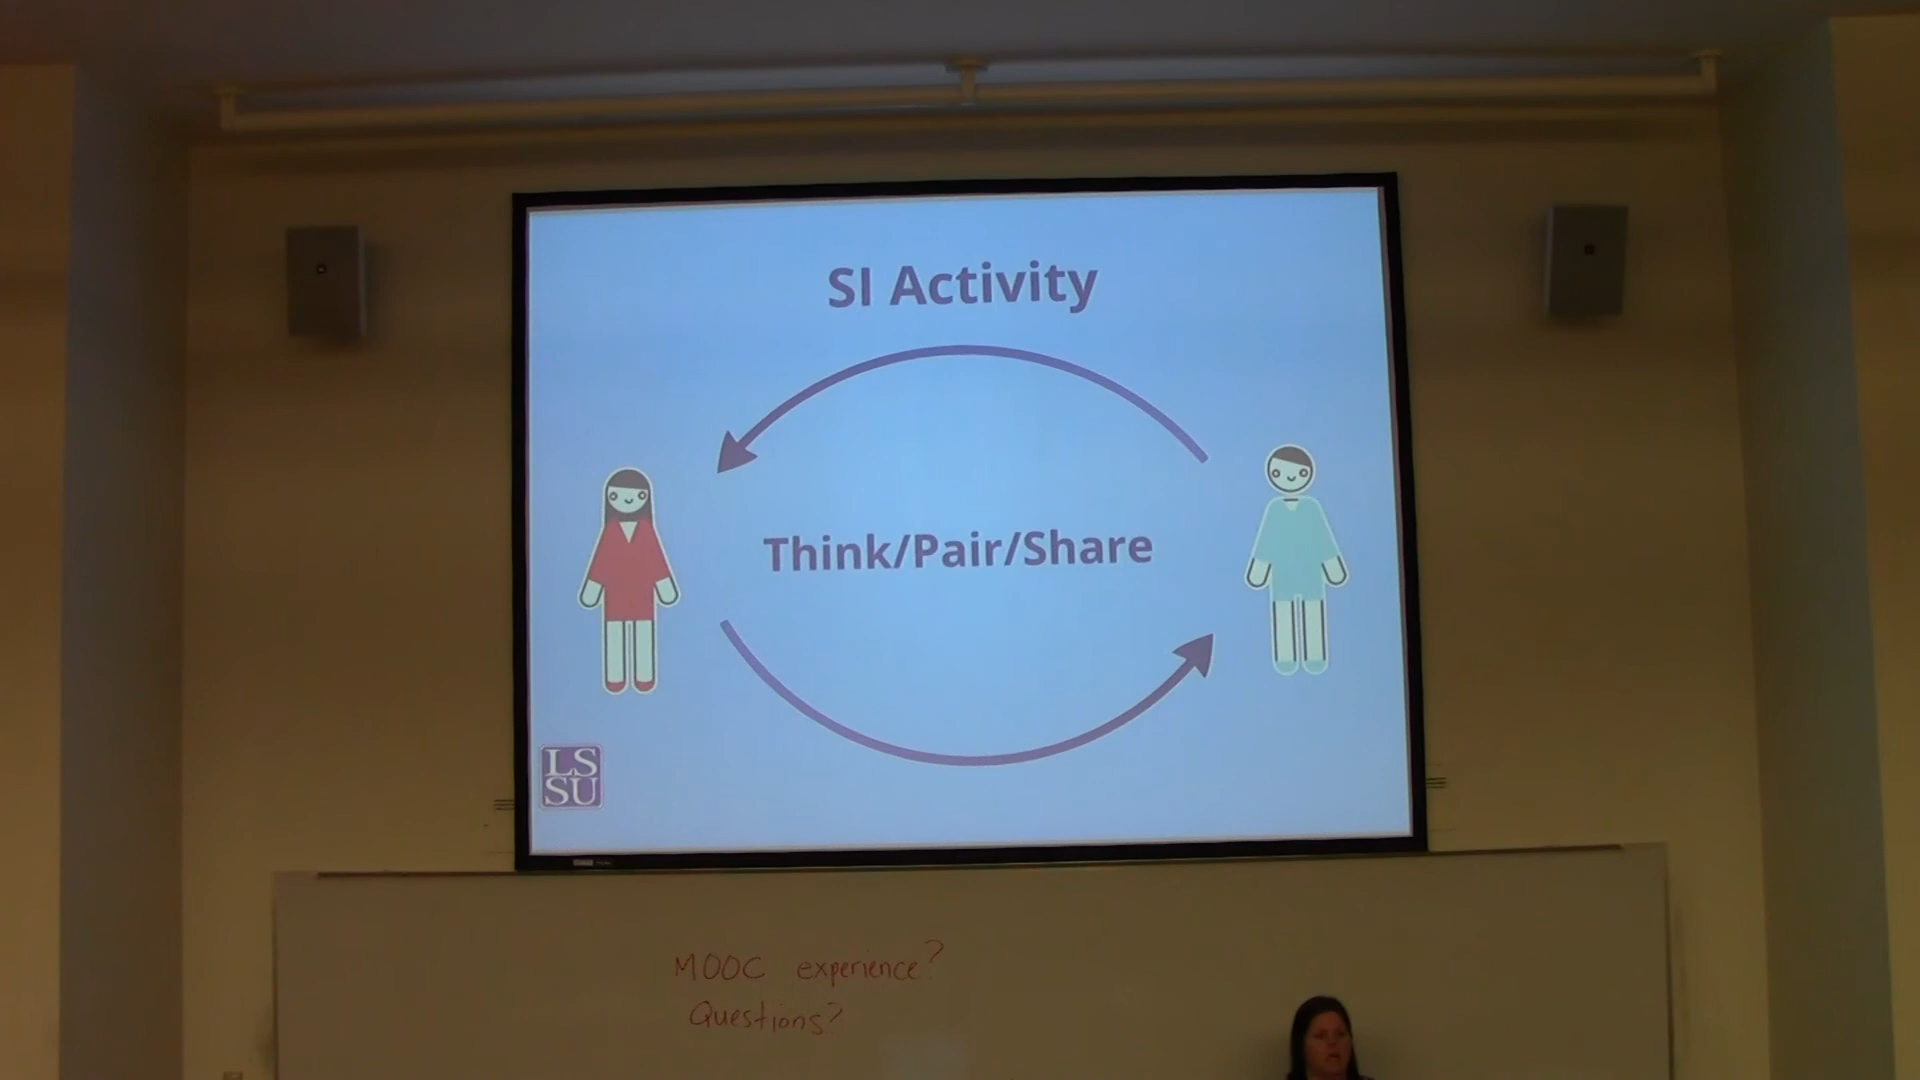 SI Activity
Think/Pair/Share
LS
SU
MOOC experience?
Questions?